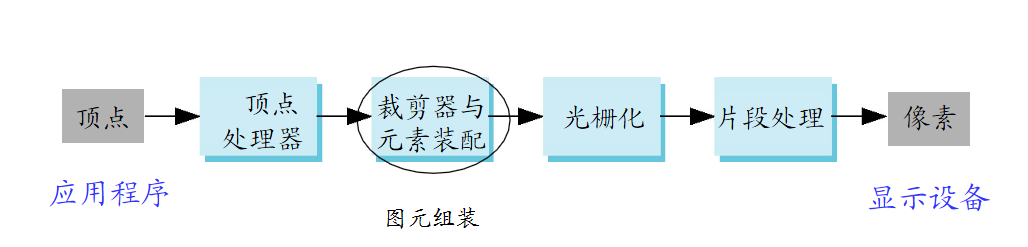 顶点
顶点
处理器
裁剪器与
元素装配
光栅化
片段处理
像素
应用程序
显示设备
图元组装